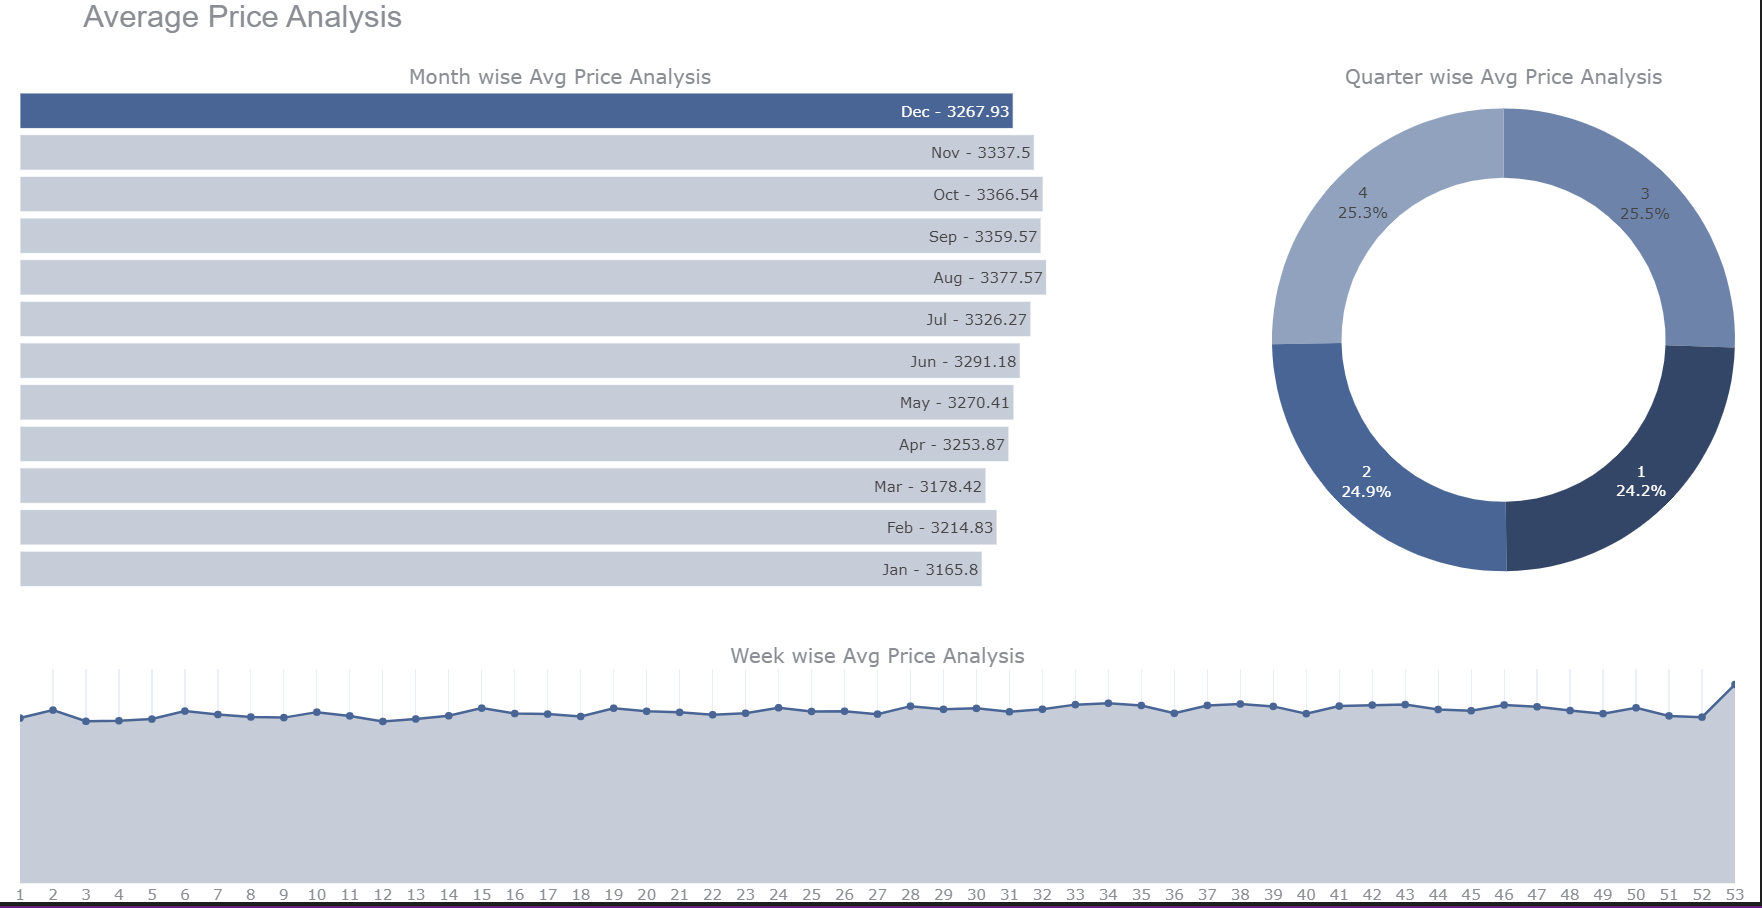 Average Price Analysis
Month wise Avg Price Analysis
Dec - 3267.93
Nov - 3337.5
Oct - 3366.54
Sep - 3359.57
Aug - 3377.57
Jul - 3326.27
Jun - 3291.18
May - 3270.41
Apr - 3253.87
Mar - 3178.42
Feb - 3214.83
Jan - 3165.8
Quarter wise Avg Price Analysis
4
25.3%
3
25.5%
2
24.9%
1
24.2%
Week wise Avg Price Analysis
1 2 3 4 5 6 7 8 9 10 11 12 13 14 15 16 17 18 19 20 21 22 23 24 25 26 27 28 29 30 31 32 33 34 35 36 37 38 39 40 41 42 43 44 45 46 47 48 49 50 51 52 53